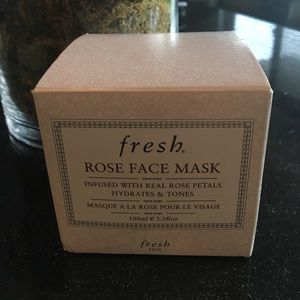 fresh
ROSE FACE MASK
INFUSED WITH REAL ROSE PETALS
HYDRATES & TONES
MASQUE A LA ROSE POUR LE VISAGE
100ml e 3.3fl oz
fresh